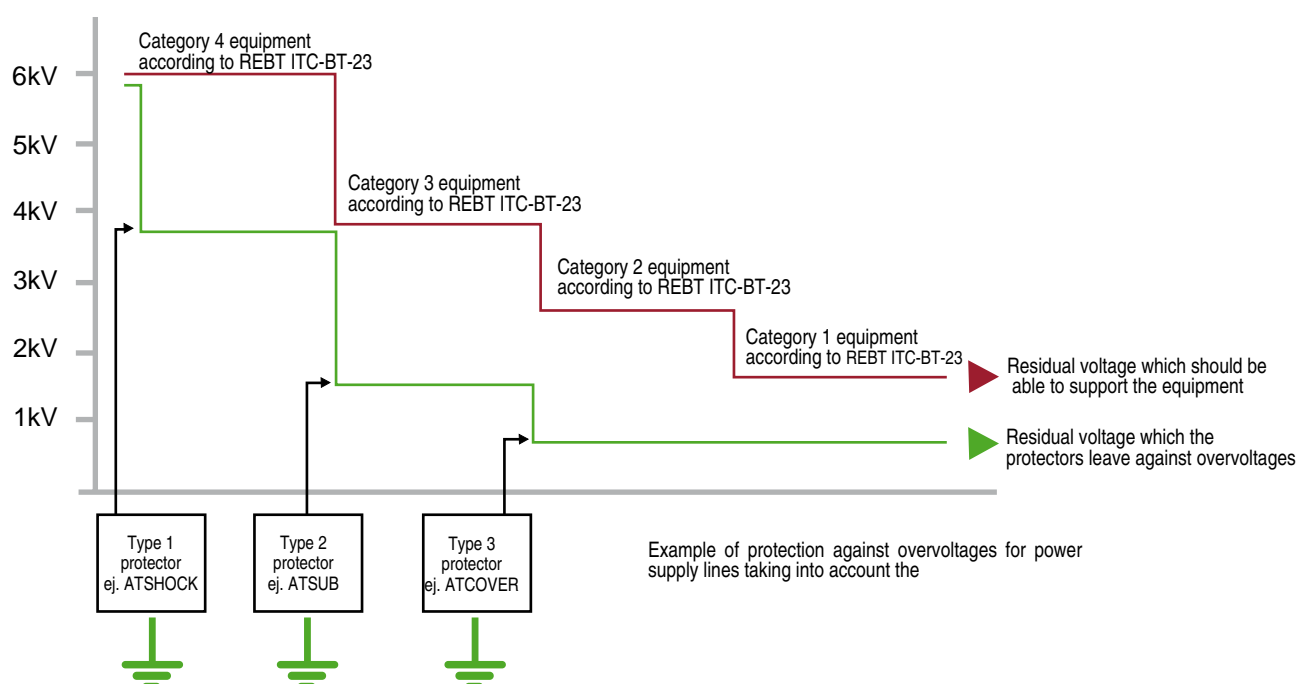 Category 4 equipment
according to REBT ITC-BT-23
6kV
5kV
Category 3 equipment
according to REBT ITC-BT-23
4kV
Category 2 equipment
according to REBT ITC-BT-23
3kV
Category 1 equipment
according to REBT ITC-BT-23
2kV
Residual voltage which should be
able to support the equipment
1kV
Residual voltage which the
protectors leave against overvoltages
Type 1
protector
ej. ATSHOCK
Type 2
protector
ej. ATSUB
Type 3
protector
ej. ATCOVER
Example of protection against overvoltages for power
supply lines taking into account the